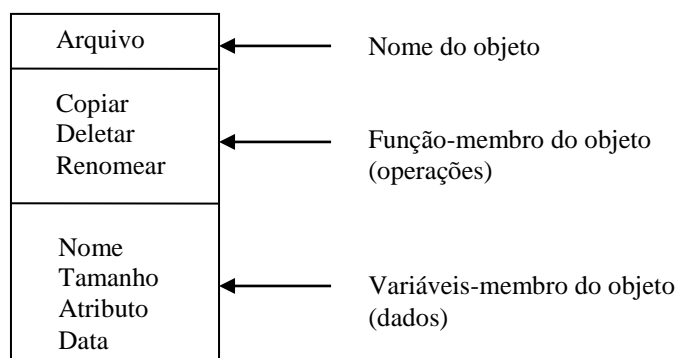 Arquivo
Nome do objeto
Copiar
Deletar
Renomear
Função-membro do objeto
(operações)
Nome
Tamanho
Atributo
Data
Variáveis-membro do objeto
(dados)